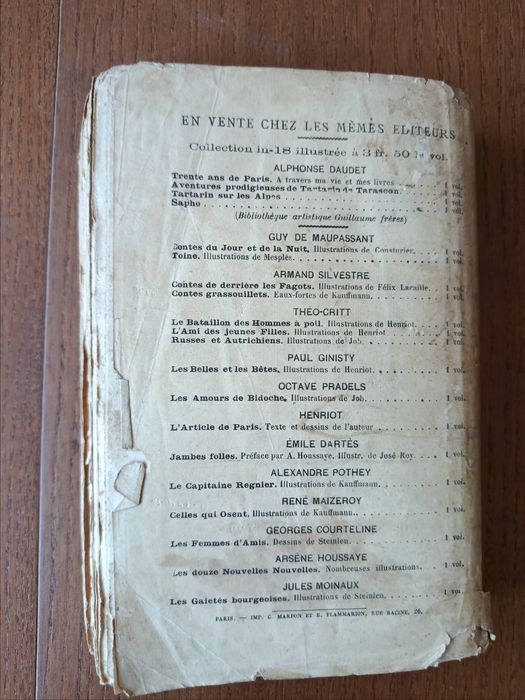 EN VENTE CHEZ LES MÊMES EDITEURS
Collection in-18 illustrée à 3 fr. 50 le vol.
ALPHONSE DAUDET
Trente ans de Paris. A travers ma vie et mes livres . . . . . . 1 vol.
Aventures prodigieuses de Tartarin de Tarascon. 1 vol.
Tartarin sur les Alpes . . . . . . . . . . 1 vol.
Sapho . . . . . . . . . . 1 vol.
(Bibliothèque artistique Guillaume frères)
GUY DE MAUPASSANT
Contes du Jour et de la Nuit. Illustrations de Cousturier. . . . 1 vol.
Toine. Illustrations de Mesplès. . . . . . . . . . 1 vol.
ARMAND SILVESTRE
Contes de derrière les Fagots. Illustrations de Félix Lacaille. 1 vol.
Contes grassouillets. Eaux-fortes de Kauffmann. . . . . . 1 vol.
THÉO-CRITT
Le Bataillon des Hommes à poil. Illustrations de Henriot. . . . 1 vol.
L'Ami des jeunes Filles. Illustrations de Henriot. . . . . 1 vol.
Russes et Autrichiens. Illustrations de Job. . . . . . 1 vol.
PAUL GINISTY
Les Belles et les Bêtes. Illustrations de Henriot. . . . . . 1 vol.
OCTAVE PRADELS
Les Amours de Bidoche. Illustrations de Job. . . . . . 1 vol.
HENRIOT
L'Article de Paris. Texte et dessins de l'auteur . . . . . . 1 vol.
ÉMILE DARTÈS
Jambes folles. Préface par A. Houssaye. Illustr. de José Roy. . . . 1 vol.
ALEXANDRE POTHEY
Le Capitaine Regnier. Illustrations de Kauffmann. . . . . . 1 vol.
RENÉ MAIZEROY
Celles qui Osent. Illustrations de Kauffmann. . . . . . 1 vol.
GEORGES COURTELINE
Les Femmes d'Amis. Dessins de Steinlen. . . . . . 1 vol.
ARSÈNE HOUSSAYE
Les douze Nouvelles Nouvelles. Nombreuses illustrations. 1 vol.
JULES MOINAUX
Les Gaietés bourgeoises. Illustrations de Steinlen. . . . . 1 vol.
PARIS. — IMP. C. MARPON ET E. FLAMMARION, RUE RACINE, 26.